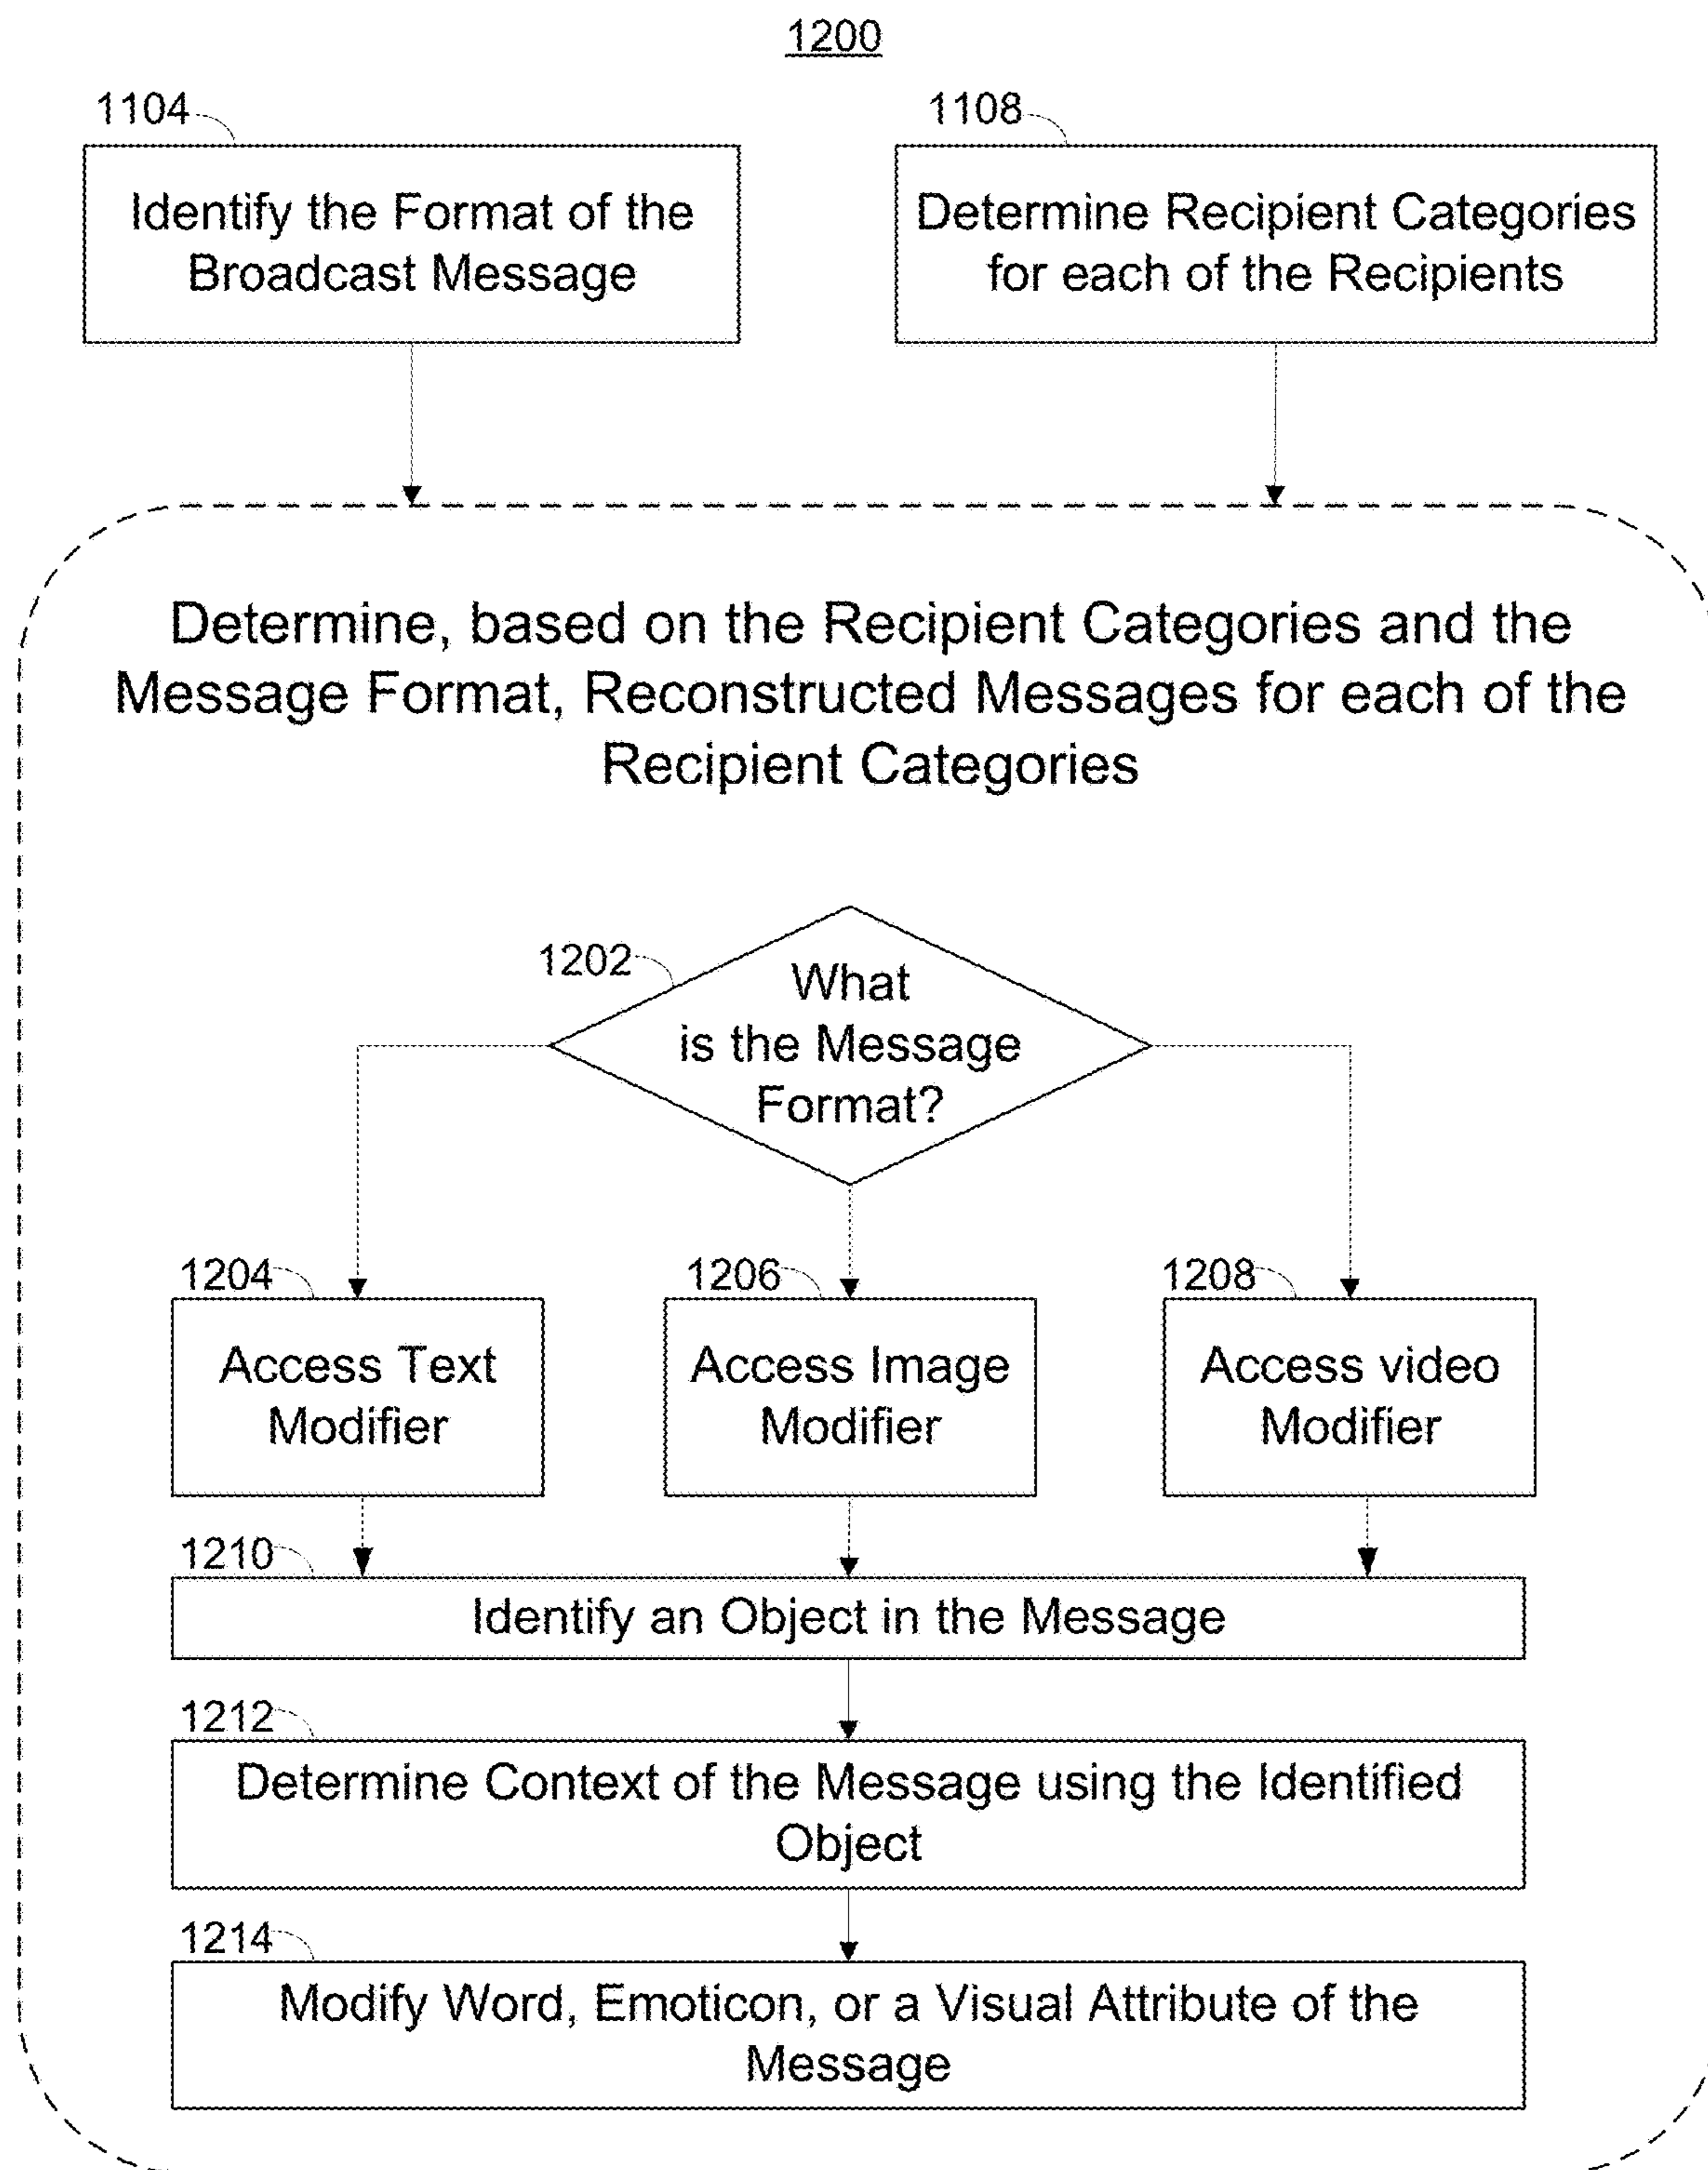 1200
1104
1108
Identify the Format of the
Broadcast Message
Determine Recipient Categories
for each of the Recipients
Determine, based on the Recipient Categories and the
Message Format, Reconstructed Messages for each of the
Recipient Categories
1202
What
is the Message
Format?
1204
1206
1208
Access Text
Modifier
Access Image
Modifier
Access video
Modifier
1210
Identify an Object in the Message
1212
Determine Context of the Message using the Identified
Object
1214
Modify Word, Emoticon, or a Visual Attribute of the
Message